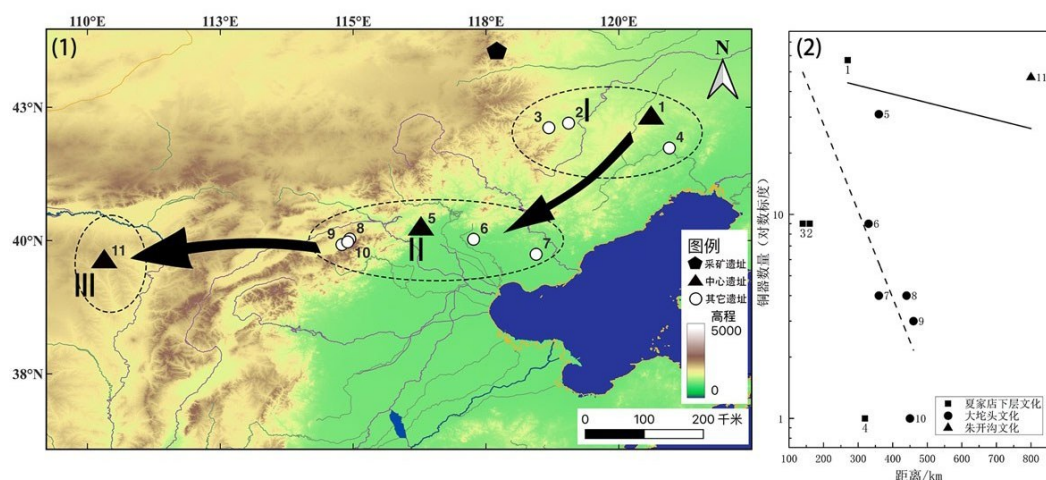 (1)
110°E
113°E
115°E
118°E
120°E
43°N
40°N
38°N
N
I
II
III
1
2
3
4
5
6
7
8
9
10
11
图例
采矿遗址
中心遗址
其它遗址
高程
5000
0
0 100 200 千米
(2)
铜器数量（对数标度）
10
1
1
11
5
6
32
7
8
9
4
10
夏家店下层文化
大坨头文化
朱开沟文化
100 200 300 400 500 600 700 800
距离/km